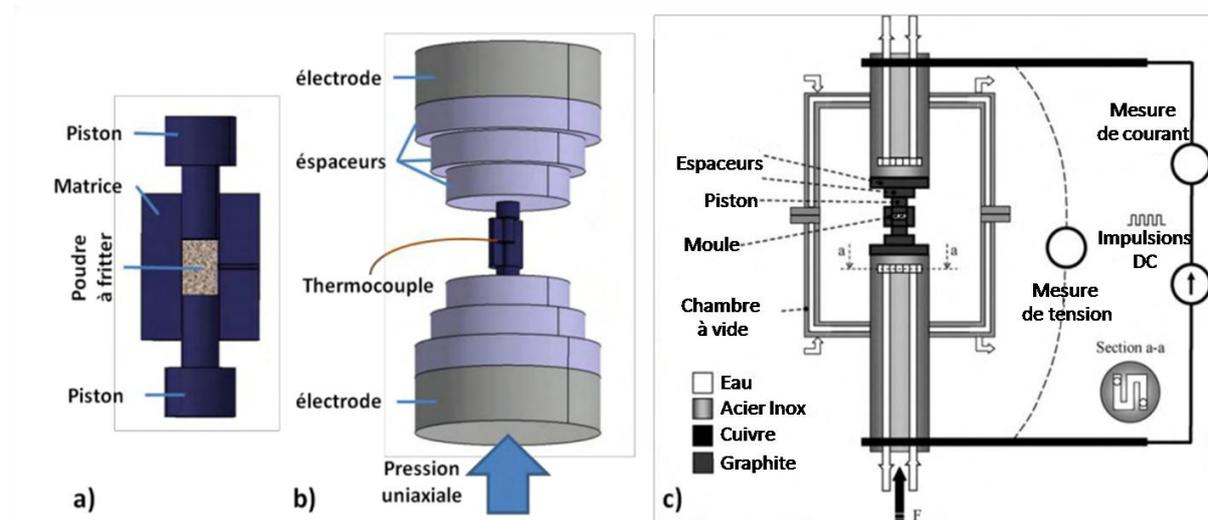 Piston
Matrice
Poudre
à fritter
Piston
a)
électrode
éspaceurs
Thermocouple
électrode
Pression
uniaxiale
b)
Espaceurs
Piston
Moule
Chambre
à vide
a
a
Mesure
de courant
Impulsions
DC
Mesure
de tension
Section a-a
Eau
Acier Inox
Cuivre
Graphite
c)
F